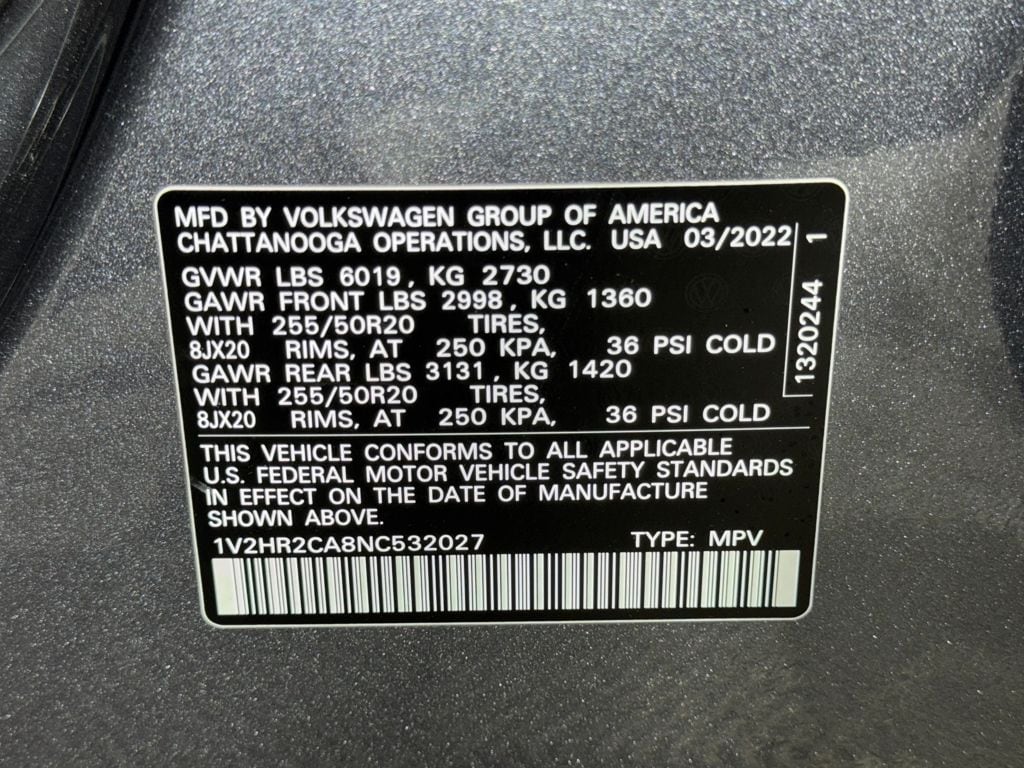 MFD BY VOLKSWAGEN GROUP OF AMERICA
CHATTANOOGA OPERATIONS, LLC. USA 03/2022
GVWR LBS 6019, KG 2730
GAWR FRONT LBS 2998, KG 1360
WITH 255/50R20 TIRES,
8JX20 RIMS, AT 250 KPA, 36 PSI COLD
GAWR REAR LBS 3131, KG 1420
WITH 255/50R20 TIRES,
8JX20 RIMS, AT 250 KPA, 36 PSI COLD
1320244 1
THIS VEHICLE CONFORMS TO ALL APPLICABLE
U.S. FEDERAL MOTOR VEHICLE SAFETY STANDARDS
IN EFFECT ON THE DATE OF MANUFACTURE
SHOWN ABOVE.
1V2HR2CA8NC532027 TYPE: MPV